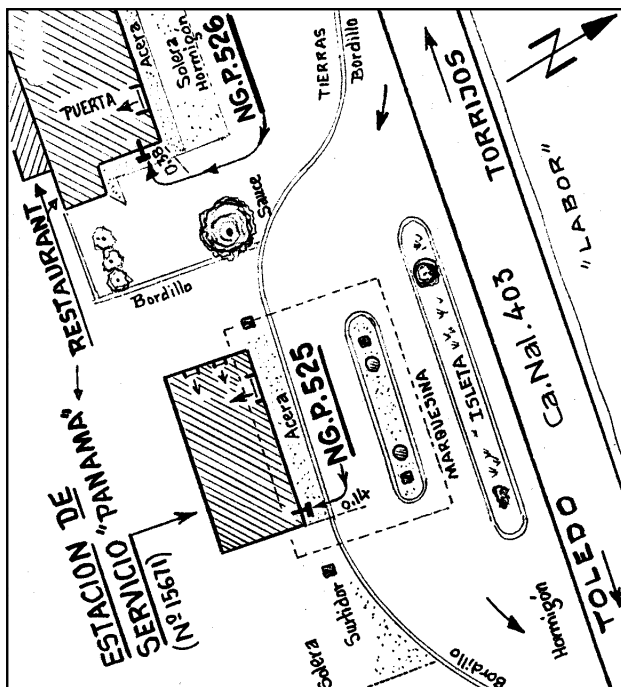 Acera
Solera
Hormigón
NG.P.526
PUERTA
0.38
TIERRAS
Bordillo
TORRIJOS
N
"LABOR"
Sauce
Bordillo
RESTAURANT
Ca.Nal.403
ISLETA
MARQUESINA
NG.P.525
Acera
0.14
ESTACION DE
SERVICIO "PANAMA"
(Nº 15671)
Surtidor
Solera
Bordillo
Hormigón
TOLEDO